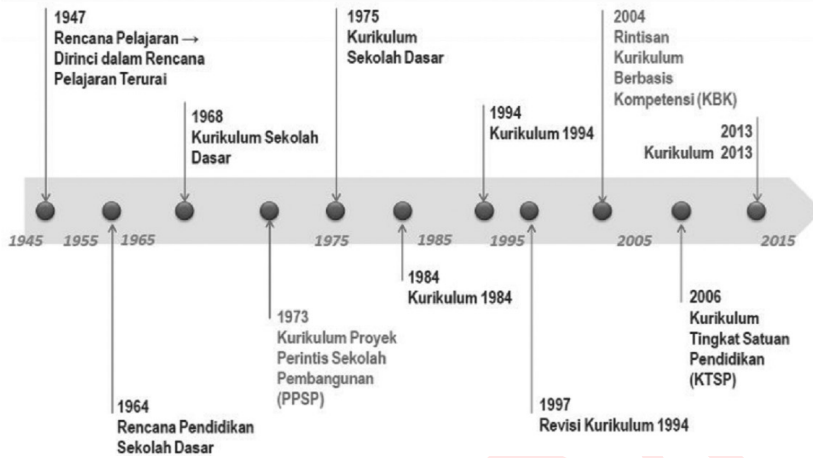 1947
Rencana Pelajaran →
Dirinci dalam Rencana
Pelajaran Terurai
1975
Kurikulum
Sekolah Dasar
2004
Rintisan
Kurikulum
Berbasis
Kompetensi (KBK)
1968
Kurikulum Sekolah
Dasar
1994
Kurikulum 1994
2013
Kurikulum 2013
1945 1955 1965 1975 1985 1995 2005 2015
1984
Kurikulum 1984
1973
Kurikulum Proyek
Perintis Sekolah
Pembangunan
(PPSP)
2006
Kurikulum
Tingkat Satuan
Pendidikan
(KTSP)
1964
Rencana Pendidikan
Sekolah Dasar
1997
Revisi Kurikulum 1994